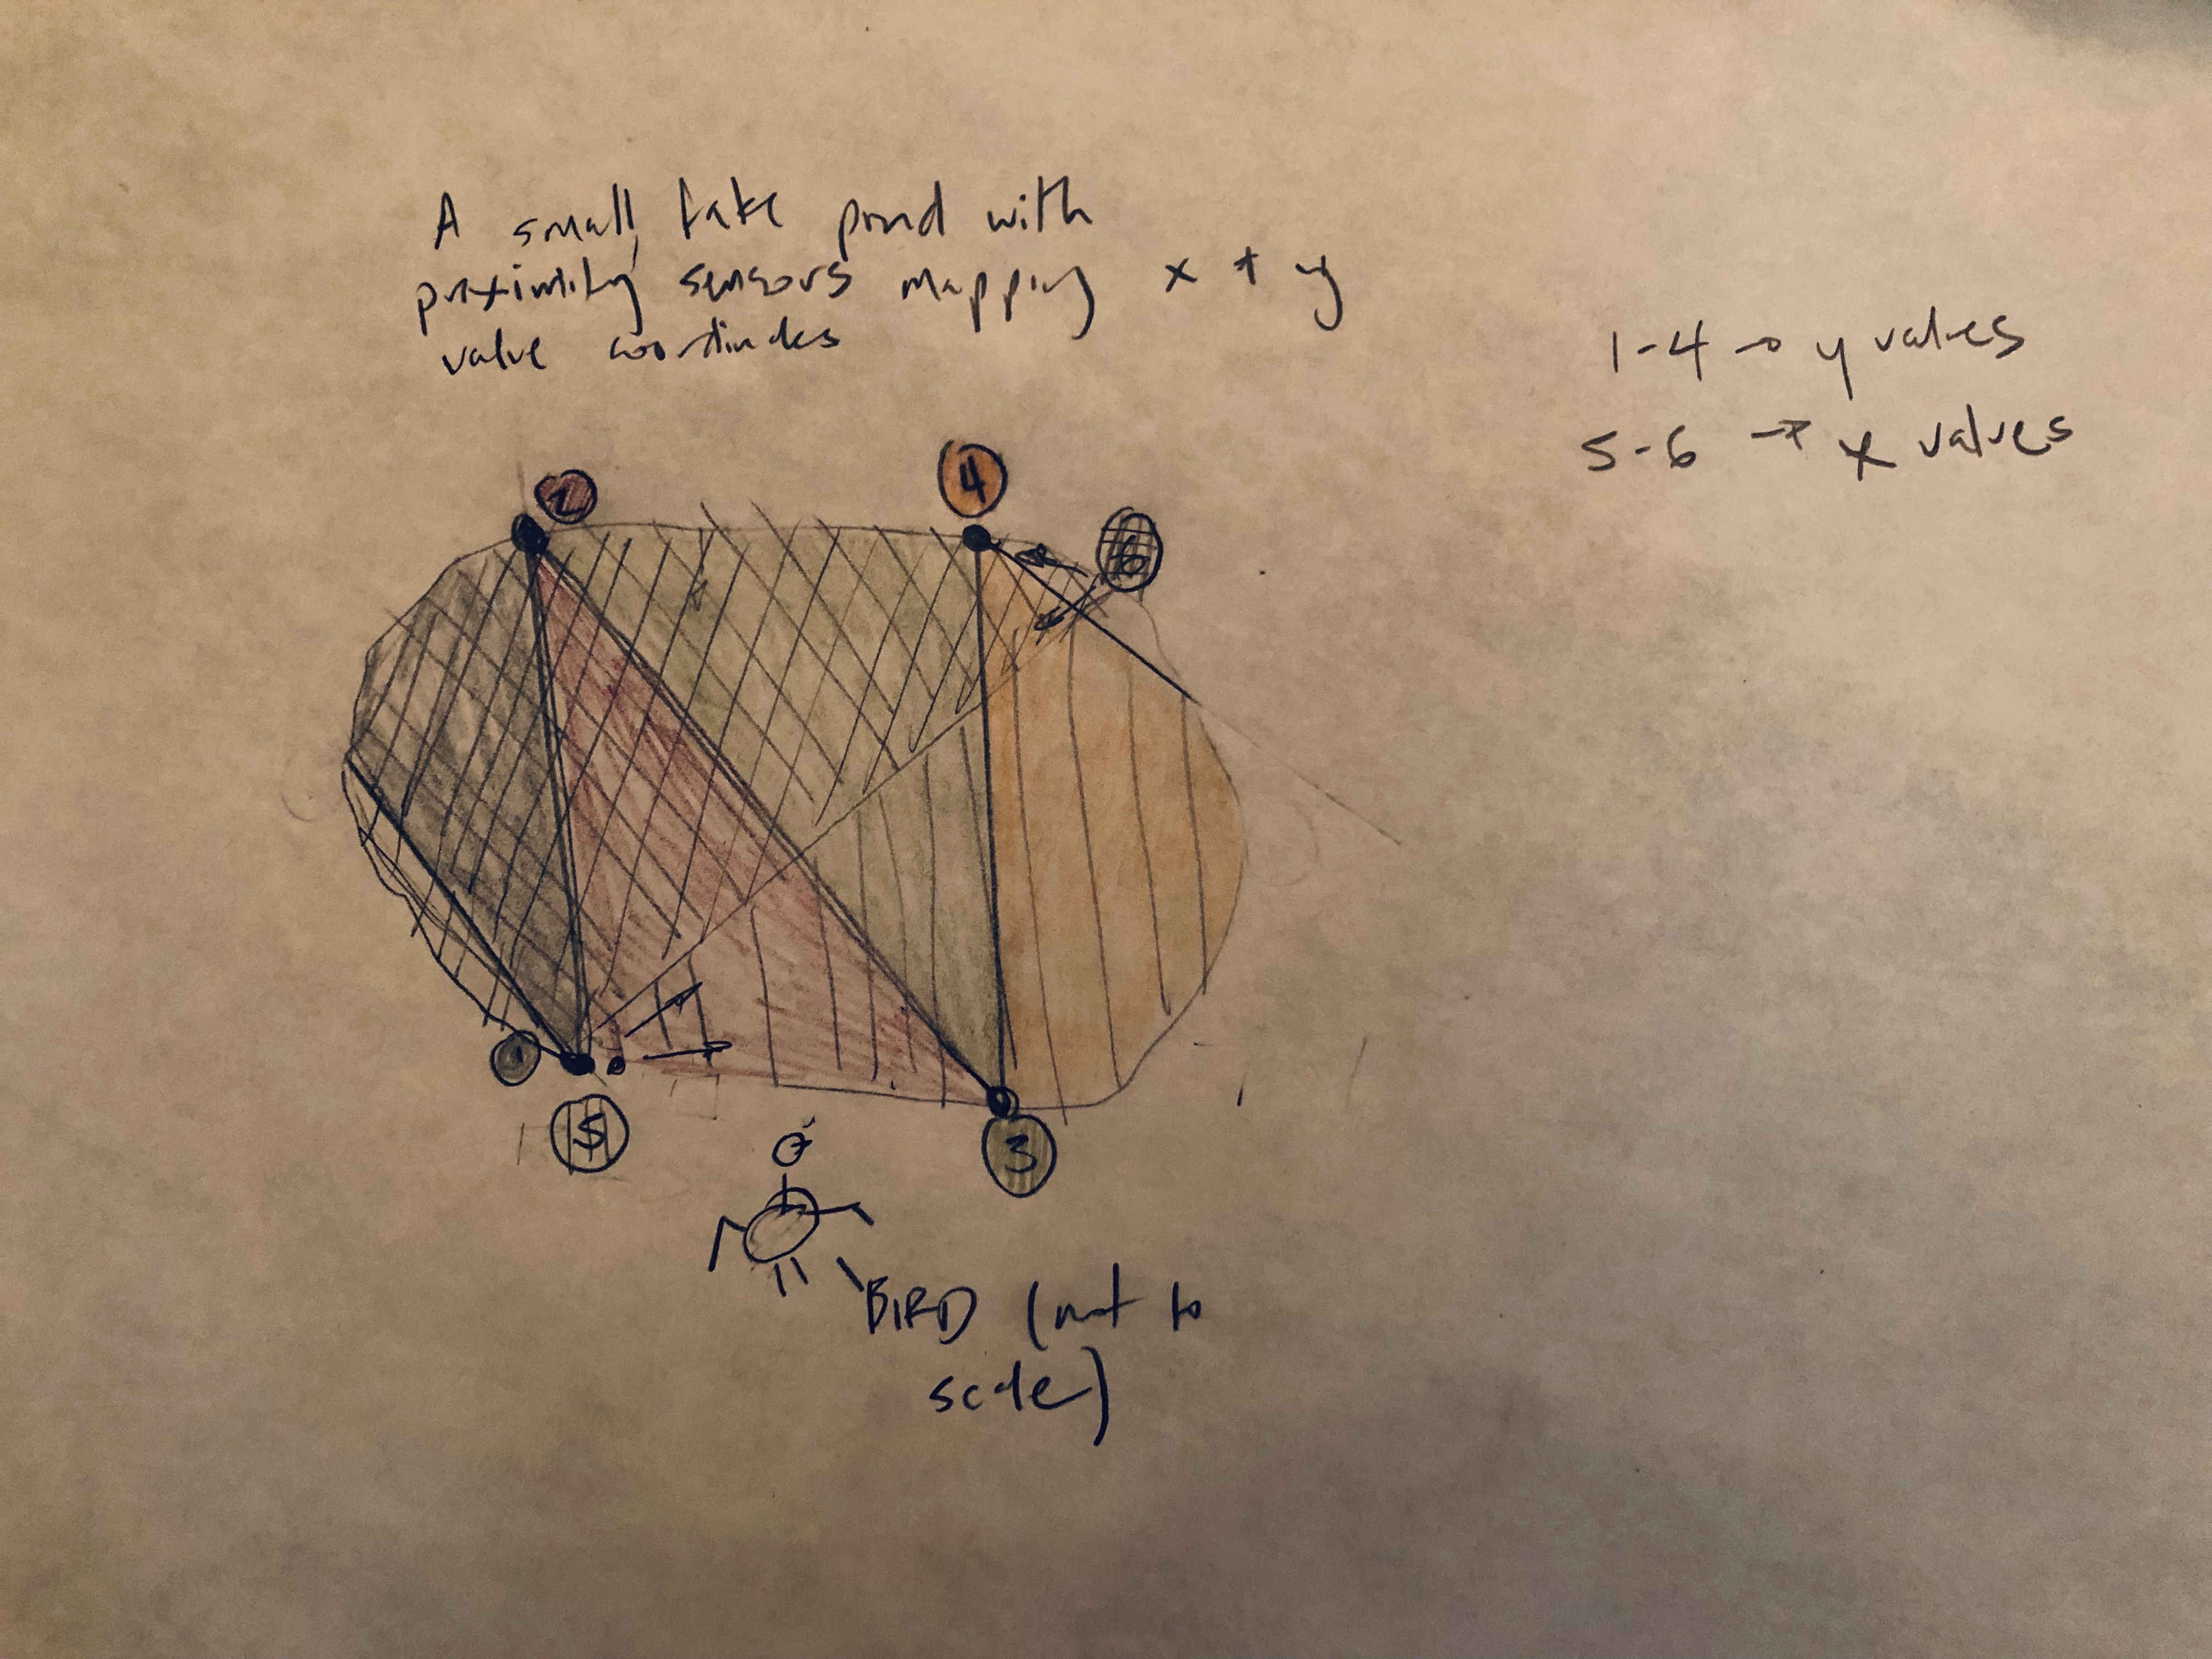 A small, fake pond with
proximity sensors mapping x + y
value coordinates
1-4 → y values
5-6 → x values
2
4
6
1
5
3
BIRD (not to
scale)